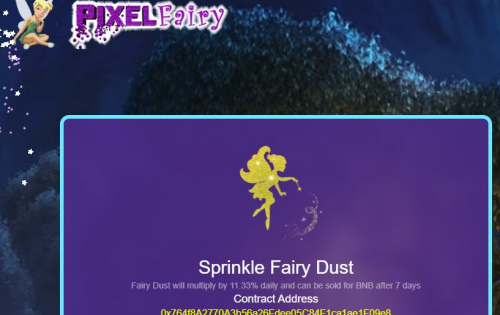 PIXELFairy
Sprinkle Fairy Dust
Fairy Dust will multiply by 11.33% daily and can be sold for BNB after 7 days
Contract Address